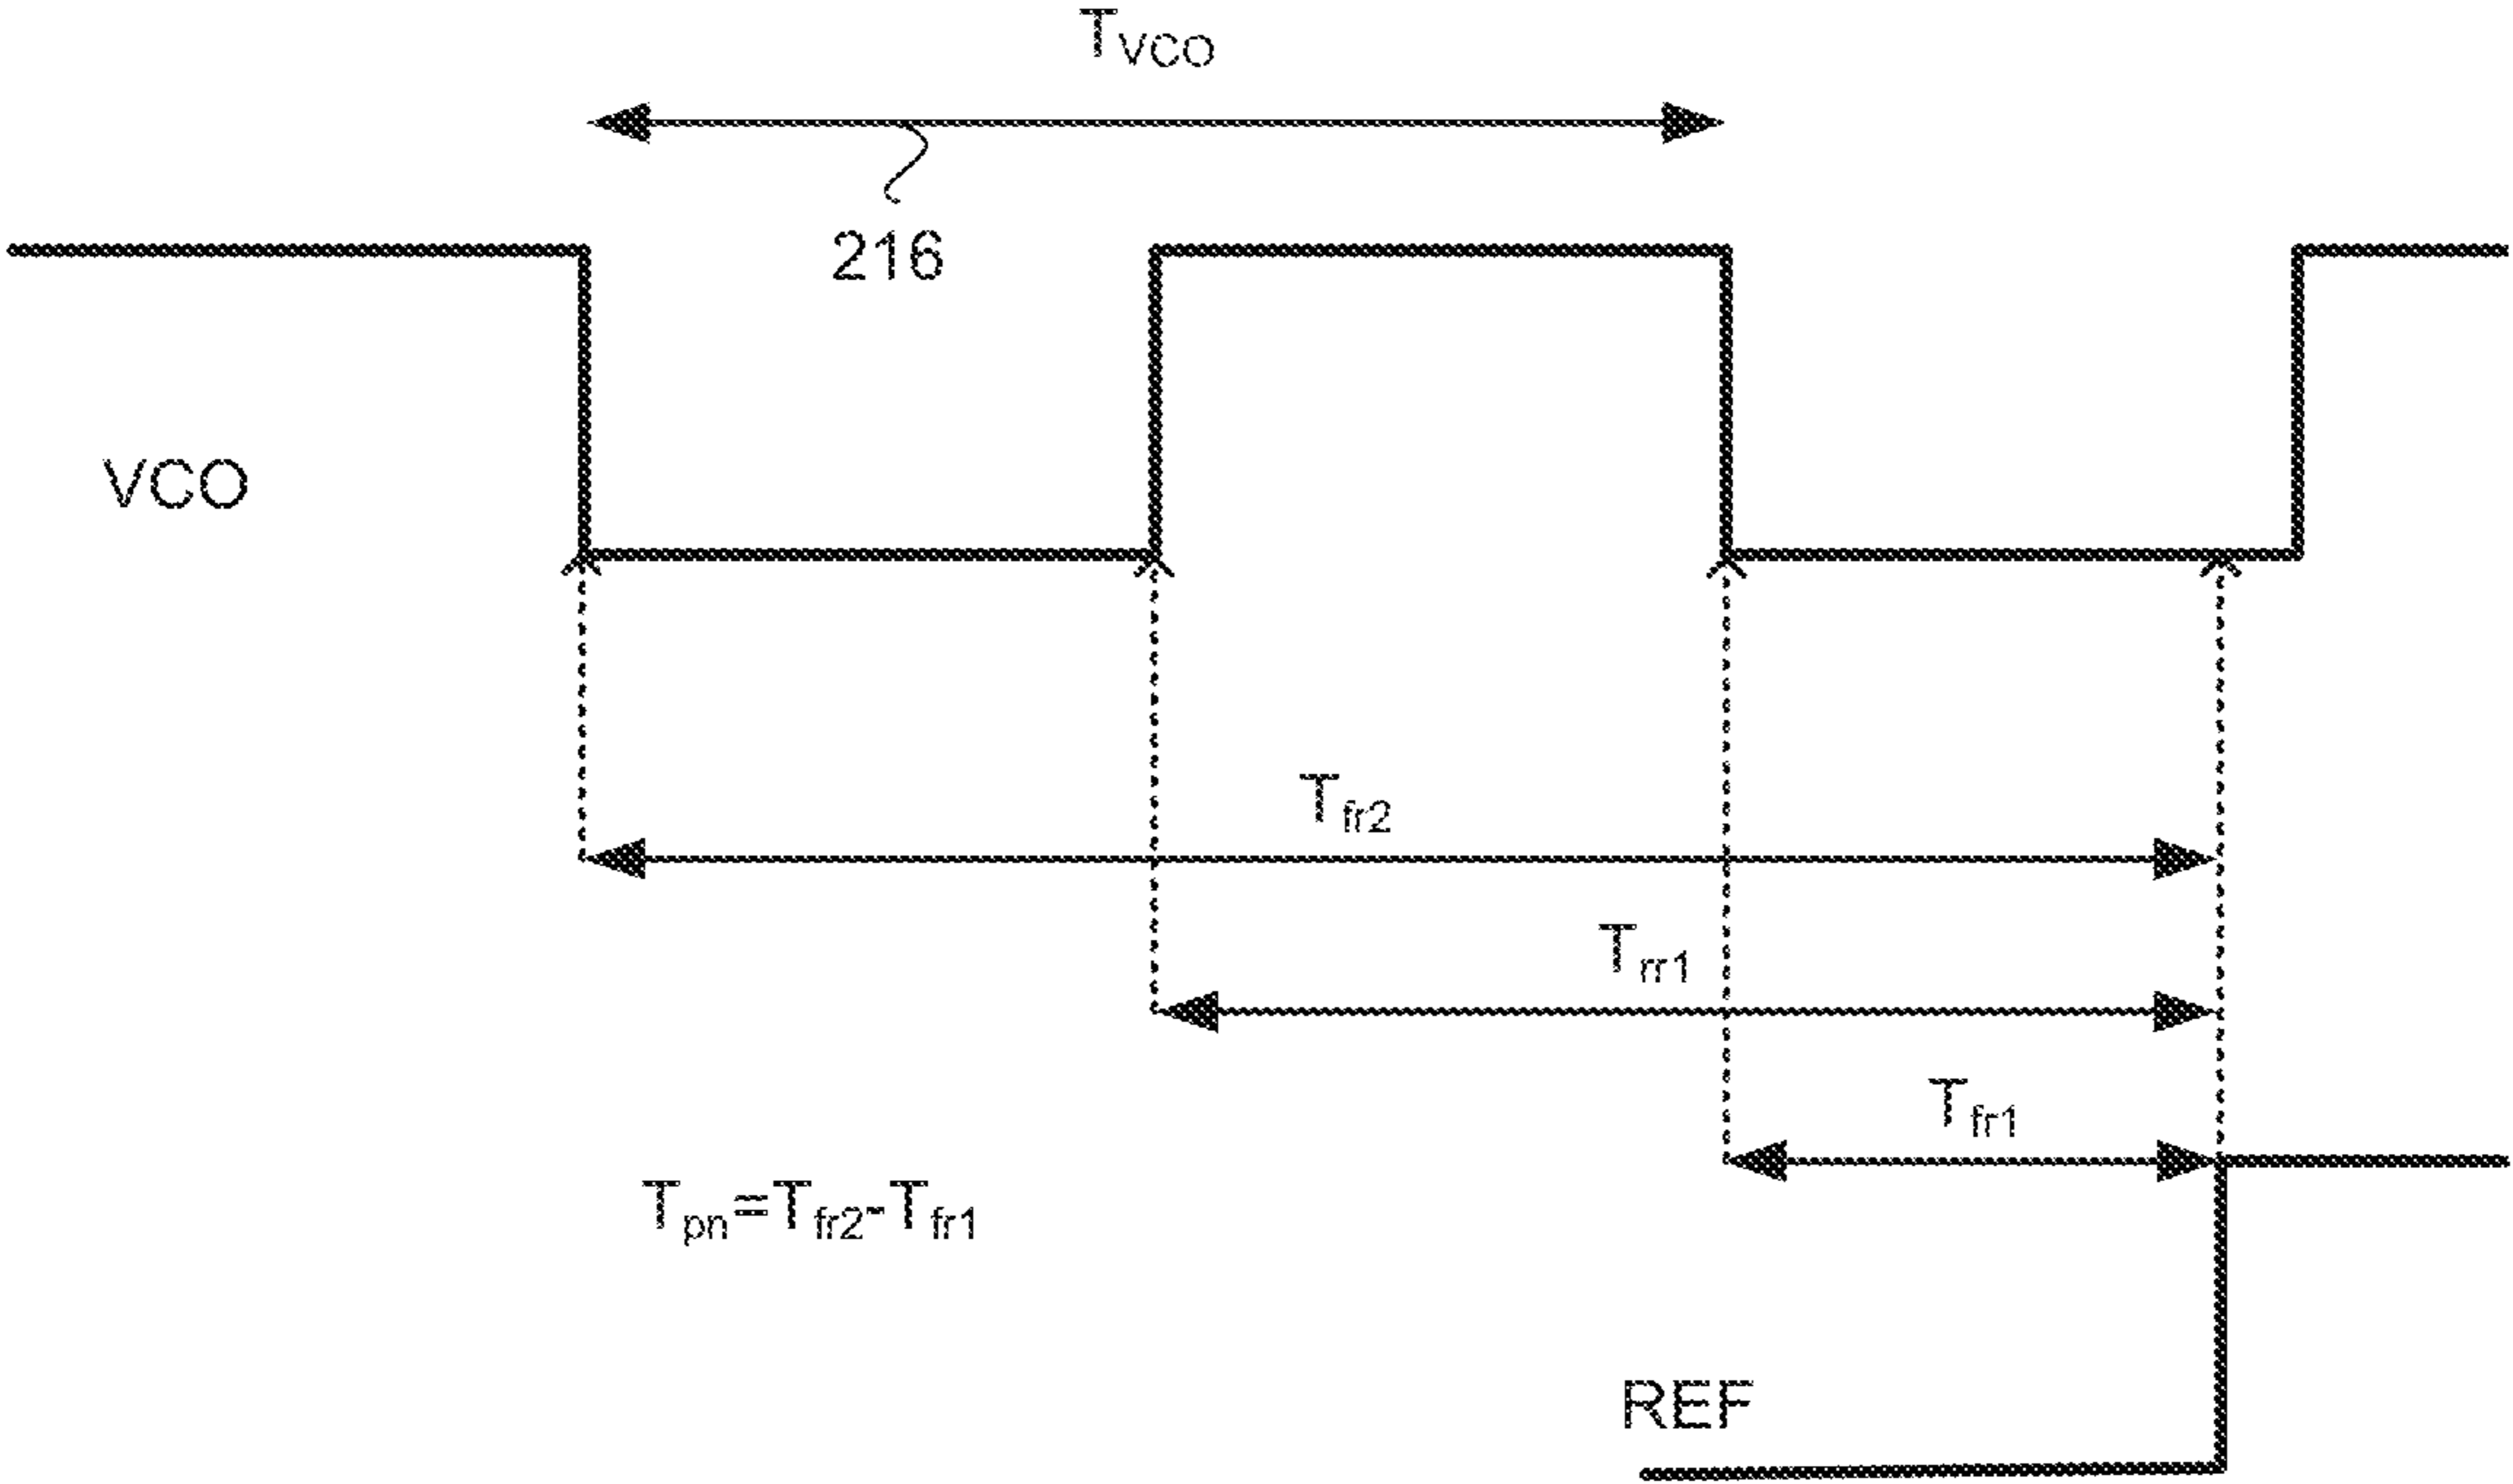 TVCO
216
VCO
Tfr2
Trr1
Tfr1
Tpn=Tfr2-Tfr1
REF